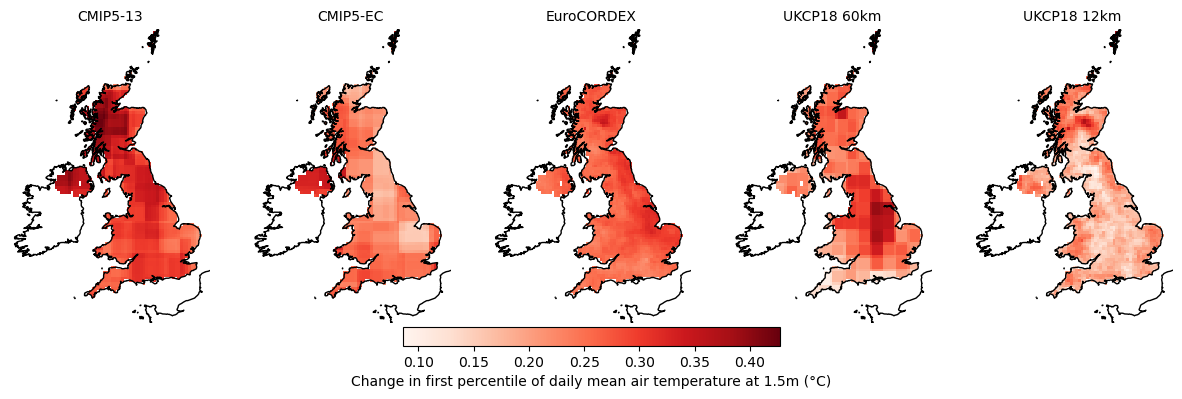 CMIP5-13 CMIP5-EC EuroCORDEX UKCP18 60km UKCP18 12km
0.10 0.15 0.20 0.25 0.30 0.35 0.40
Change in first percentile of daily mean air temperature at 1.5m (°C)